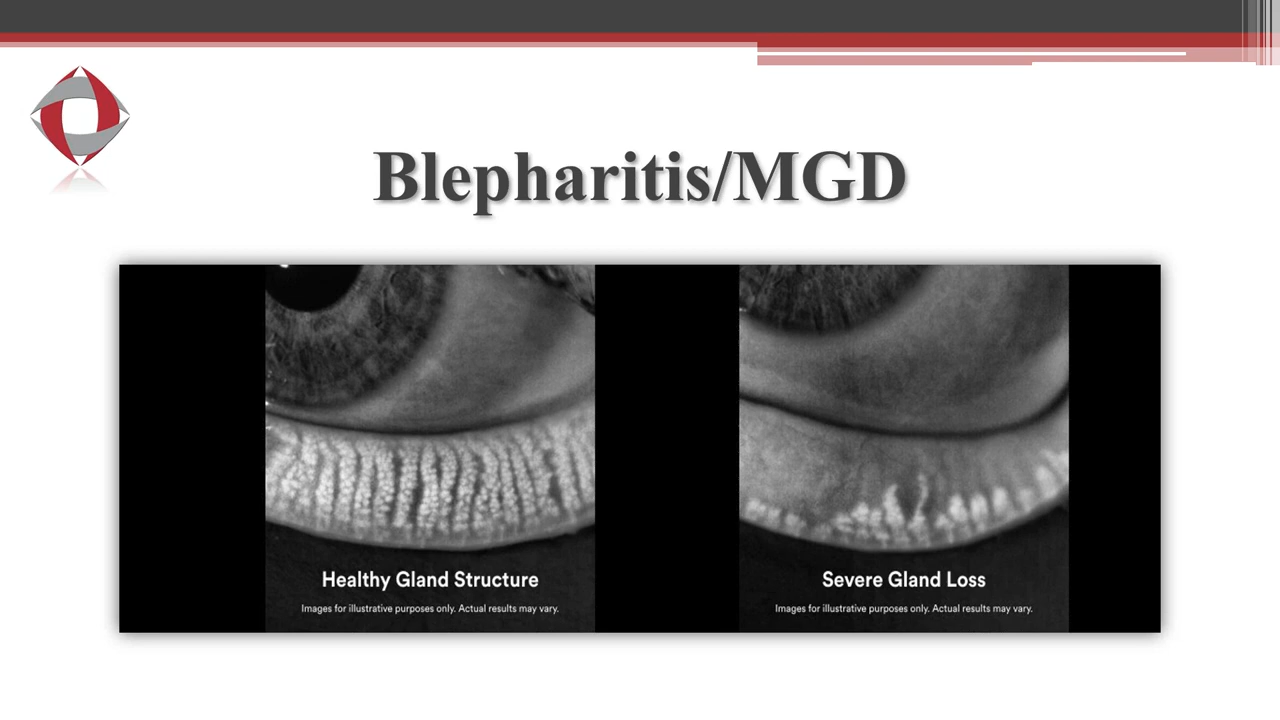 Blepharitis/MGD
Healthy Gland Structure
Images for illustrative purposes only. Actual results may vary.
Severe Gland Loss
Images for illustrative purposes only. Actual results may vary.